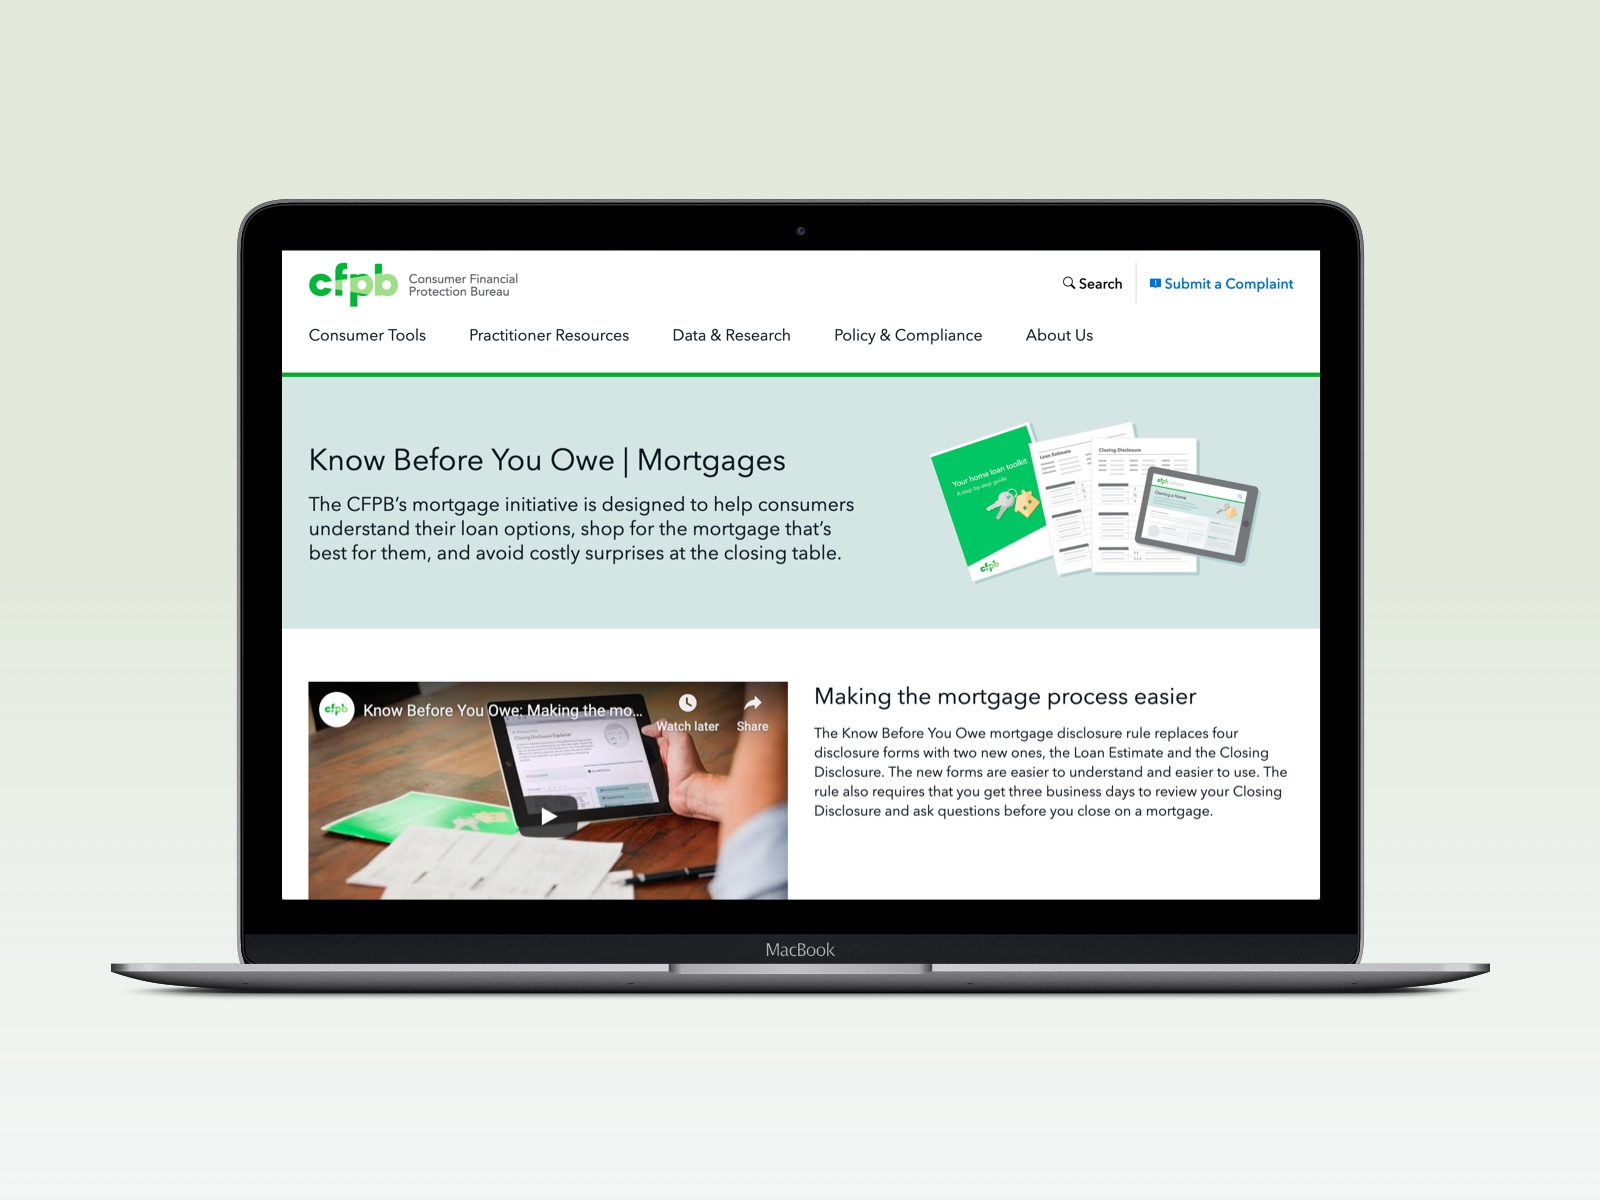 cfpb
Consumer Financial
Protection Bureau
Search
Submit a Complaint
Consumer Tools
Practitioner Resources
Data & Research
Policy & Compliance
About Us
Know Before You Owe | Mortgages
The CFPB’s mortgage initiative is designed to help consumers
understand their loan options, shop for the mortgage that’s
best for them, and avoid costly surprises at the closing table.
Your home loan toolkit
A step-by-step guide
cfpb
Loan Estimate
Closing Disclosure
cfpb
Owning a Home
cfpb
Know Before You Owe: Making the mo...
Watch later
Share
Closing Disclosure Explainer
Making the mortgage process easier
The Know Before You Owe mortgage disclosure rule replaces four
disclosure forms with two new ones, the Loan Estimate and the Closing
Disclosure. The new forms are easier to understand and easier to use. The
rule also requires that you get three business days to review your Closing
Disclosure and ask questions before you close on a mortgage.
MacBook